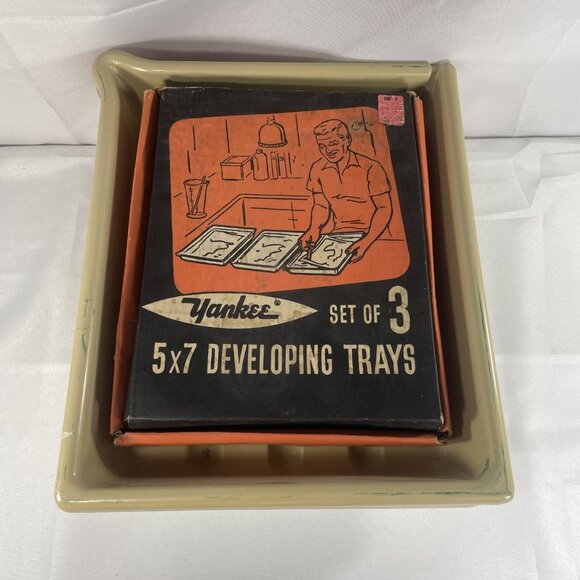 Yankee®
SET OF 3
5x7 DEVELOPING TRAYS